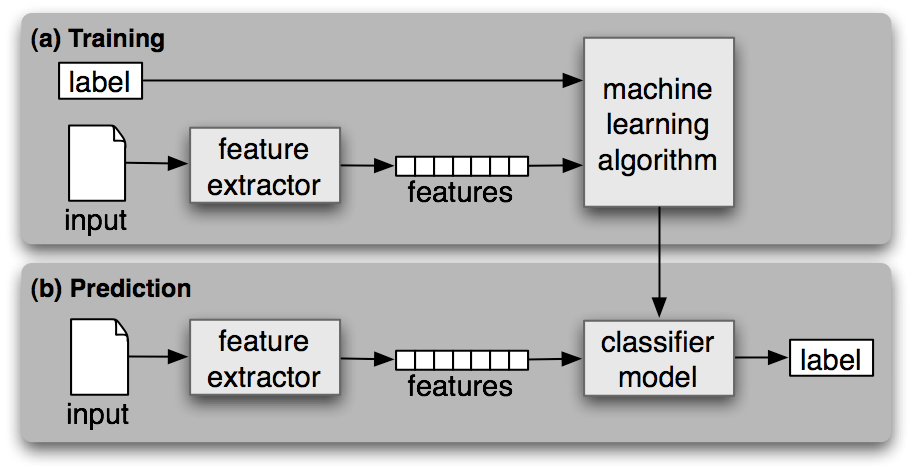 (a) Training
label
machine
learning
algorithm
feature
extractor
features
input
(b) Prediction
feature
extractor
features
input
classifier
model
label